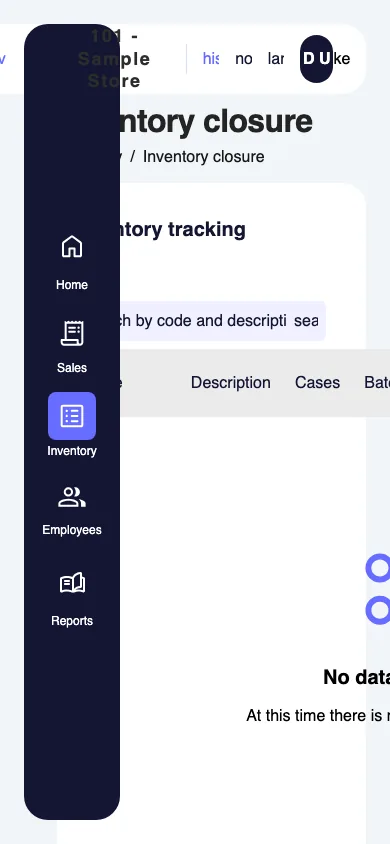 101 -
Sample
Store
v
his
no
lar
D U
ke
ntory closure
/ Inventory closure
ntory tracking
ch by code and descripti
sea
Description
Cases
Bat
Home
Sales
Inventory
Employees
Reports
No data
At this time there is